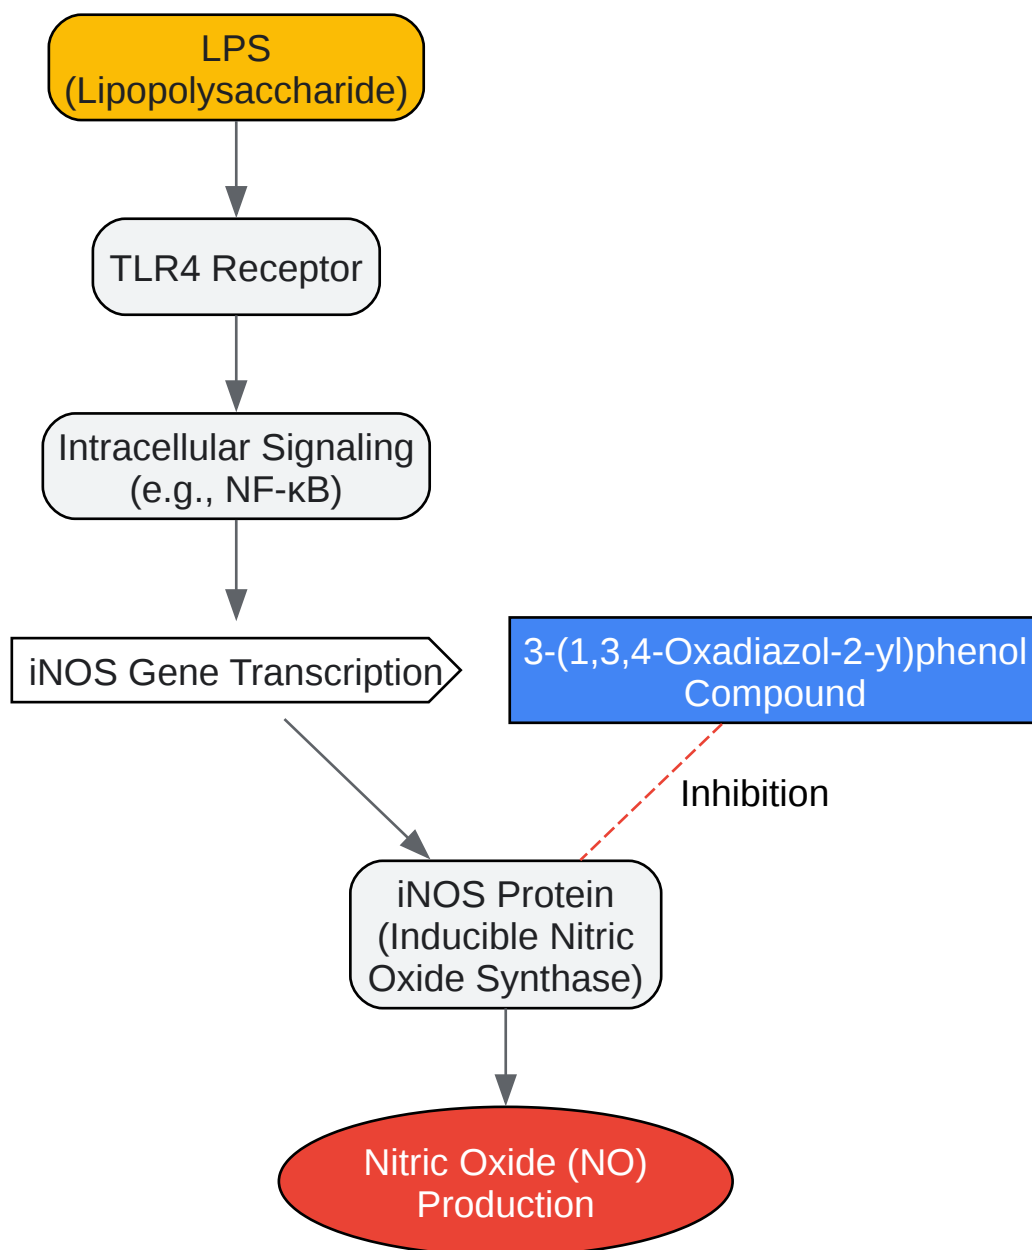 LPS
(Lipopolysaccharide)
TLR4 Receptor
Intracellular Signaling
(e.g., NF-κB)
iNOS Gene Transcription
3-(1,3,4-Oxadiazol-2-yl)phenol
Compound
Inhibition
iNOS Protein
(Inducible Nitric
Oxide Synthase)
Nitric Oxide (NO)
Production